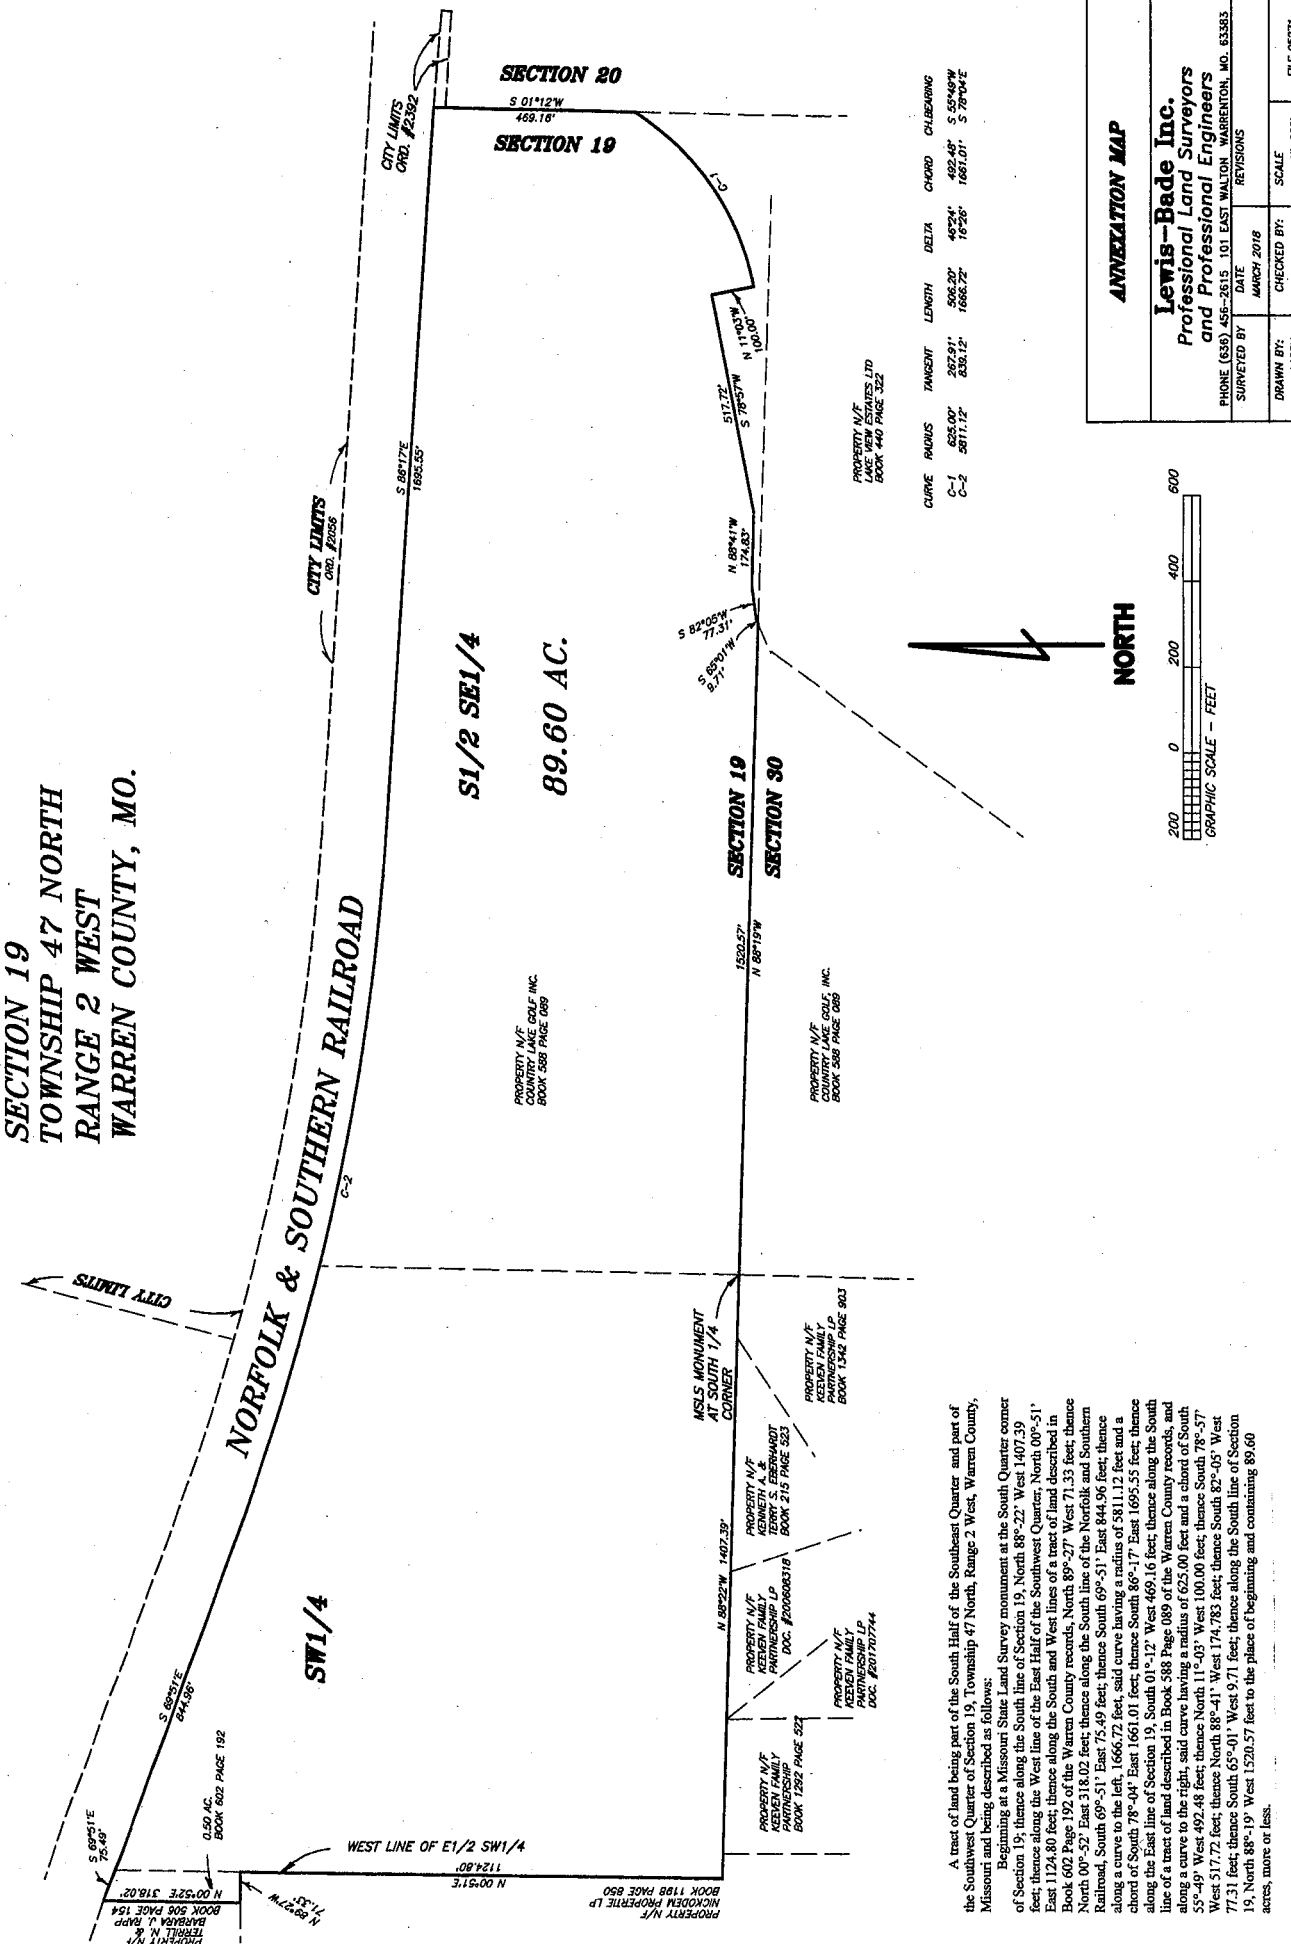 SECTION 19
TOWNSHIP 47 NORTH
RANGE 2 WEST
WARREN COUNTY, MO.
CITY LIMITS
ORD. #2392
SECTION 20
S 01°12'W
469.16'
SECTION 19
C-1
CITY LIMITS
ORD. #2056
S 86°17'E
1695.55'
N 11°03'W
100.00'
517.72'
S 78°57'W
N 88°41'W
174.83'
S 82°05'W
77.31'
S 65°01'W
9.71'
S1/2 SE1/4
89.60 AC.
SECTION 19
SECTION 30
1520.57'
N 88°19'W
NORFOLK & SOUTHERN RAILROAD
C-2
CITY LIMITS
PROPERTY N/F
COUNTRY LAKE GOLF INC.
BOOK 588 PAGE 089
PROPERTY N/F
COUNTRY LAKE GOLF, INC.
BOOK 588 PAGE 089
PROPERTY N/F
LAKE VIEW ESTATES LTD
BOOK 440 PAGE 322
MSLS MONUMENT
AT SOUTH 1/4
CORNER
PROPERTY N/F
KEEVEN FAMILY
PARTNERSHIP LP
BOOK 1342 PAGE 903
PROPERTY N/F
KENNETH A. &
TERRY S. EBERHARDT
BOOK 215 PAGE 523
N 88°22'W 1407.39'
PROPERTY N/F
KEEVEN FAMILY
PARTNERSHIP LP
DOC. #200608318
PROPERTY N/F
KEEVEN FAMILY
PARTNERSHIP LP
DOC. #201707744
PROPERTY N/F
KEEVEN FAMILY
PARTNERSHIP
BOOK 1292 PAGE 522
SW1/4
S 69°51'E
844.96'
S 69°51'E
75.49'
0.50 AC.
BOOK 602 PAGE 192
WEST LINE OF E1/2 SW1/4
N 00°51'E
1124.80'
N 00°52'E 318.02'
N 89°27'W
71.33'
PROPERTY N/F
TERRILL N. &
BARBARA J. RAPP
BOOK 506 PAGE 154
PROPERTY N/F
NICKODEM PROPERTIE LP
BOOK 1198 PAGE 850
CURVE RADIUS TANGENT LENGTH DELTA CHORD CH.BEARING
C-1 625.00' 267.91' 506.20' 46°24' 492.48' S 55°49'W
C-2 5811.12' 839.12' 1666.72' 16°26' 1661.01' S 78°04'E
NORTH
200 0 200 400 600
GRAPHIC SCALE - FEET
A tract of land being part of the South Half of the Southeast Quarter and part of
the Southwest Quarter of Section 19, Township 47 North, Range 2 West, Warren County,
Missouri and being described as follows:
Beginning at a Missouri State Land Survey monument at the South Quarter corner
of Section 19; thence along the South line of Section 19, North 88°-22' West 1407.39
feet; thence along the West line of the East Half of the Southwest Quarter, North 00°-51'
East 1124.80 feet; thence along the South and West lines of a tract of land described in
Book 602 Page 192 of the Warren County records, North 89°-27' West 71.33 feet; thence
North 00°-52' East 318.02 feet; thence along the South line of the Norfolk and Southern
Railroad, South 69°-51' East 75.49 feet; thence South 69°-51' East 844.96 feet; thence
along a curve to the left, 1666.72 feet, said curve having a radius of 5811.12 feet and a
chord of South 78°-04' East 1661.01 feet; thence South 86°-17' East 1695.55 feet; thence
along the East line of Section 19, South 01°-12' West 469.16 feet; thence along the South
line of a tract of land described in Book 588 Page 089 of the Warren County records, and
along a curve to the right, said curve having a radius of 625.00 feet and a chord of South
55°-49' West 492.48 feet; thence North 11°-03' West 100.00 feet; thence South 78°-57'
West 517.72 feet; thence North 88°-41' West 174.783 feet; thence South 82°-05' West
77.31 feet; thence South 65°-01' West 9.71 feet; thence along the South line of Section
19, North 88°-19' West 1520.57 feet to the place of beginning and containing 89.60
acres, more or less.
ANNEXATION MAP
Lewis-Bade Inc.
Professional Land Surveyors
and Professional Engineers
PHONE (636) 456-2615 101 EAST WALTON WARRENTON, MO. 63383
SURVEYED BY DATE REVISIONS
MARCH 2018
DRAWN BY: CHECKED BY: SCALE